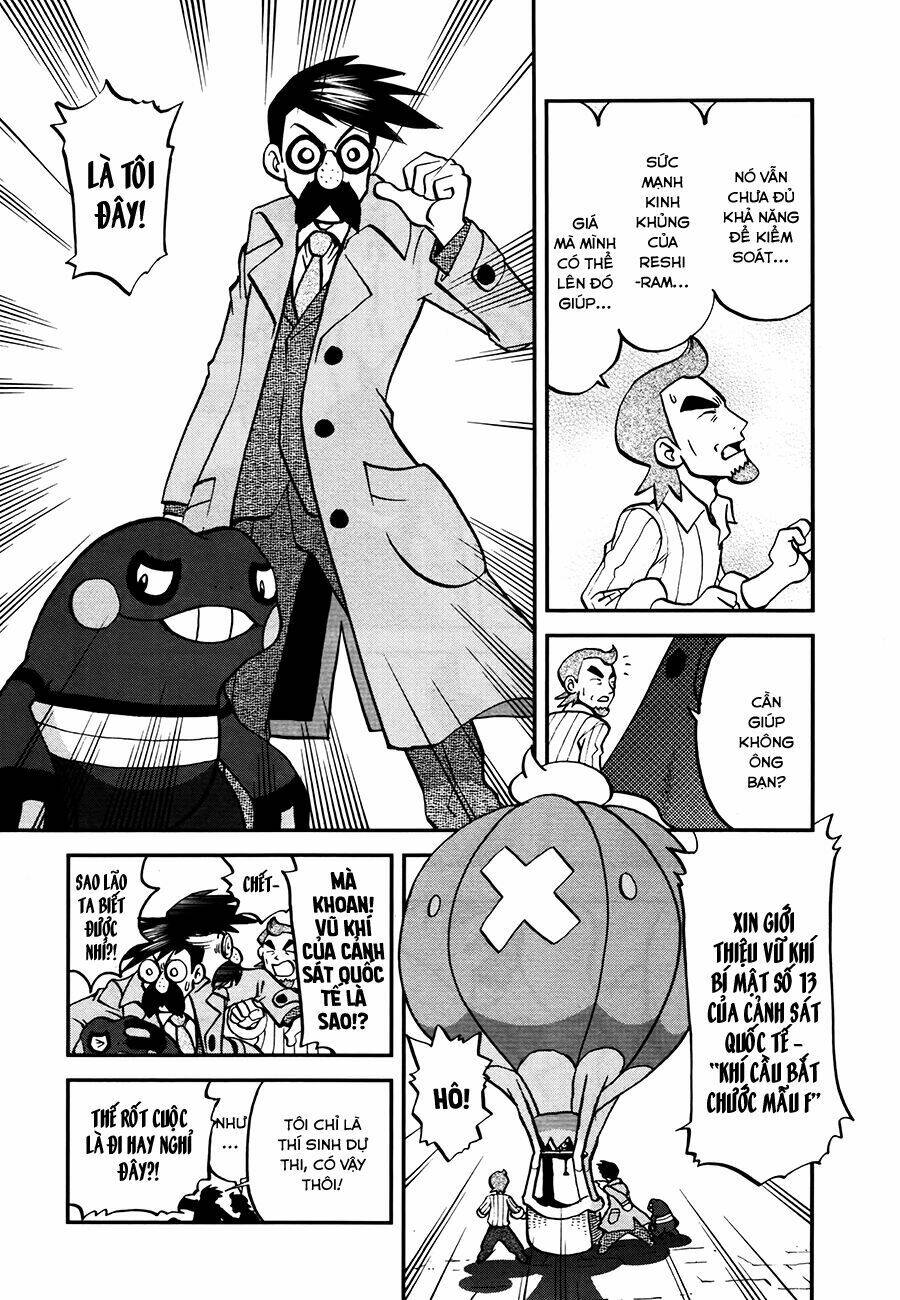 NÓ VẪN
CHƯA ĐỦ
KHẢ NĂNG
ĐỂ KIỂM
SOÁT...
SỨC
MẠNH
KINH
KHỦNG
CỦA
RESHI
-RAM...
GIÁ
MÀ MÌNH
CÓ THỂ
LÊN ĐÓ
GIÚP...
CẦN
GIÚP
KHÔNG
ÔNG
BẠN?
LÀ TÔI
ĐÂY!
XIN GIỚI
THIỆU VỮ KHÍ
BÍ MẬT SỐ 13
CỦA CẢNH SÁT
QUỐC TẾ -
"KHÍ CẦU BẮT
CHƯỚC MẪU F"
HÔ!
MÀ
KHOAN!
VŨ KHÍ
CỦA CẢNH
SÁT QUỐC
TẾ LÀ
SAO!?
CHẾT-
SAO LÃO
TA BIẾT
ĐƯỢC
NHỈ?!
TÔI CHỈ LÀ
THÍ SINH DỰ
THI, CÓ VẬY
THÔI!
NHƯ
...
THẾ RỐT CUỘC
LÀ ĐI HAY NGHỈ
ĐÂY?!